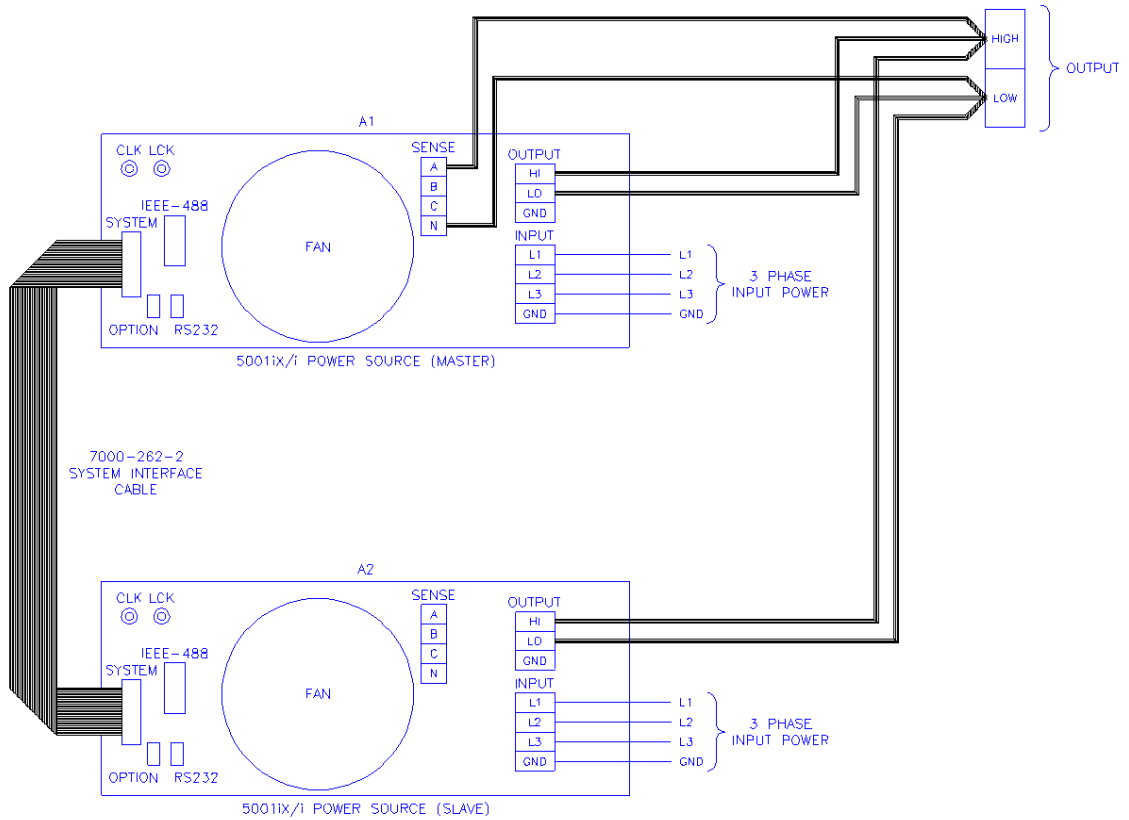 HIGH
LOW
OUTPUT
A1
CLK LCK
SENSE
A
B
C
N
OUTPUT
HI
LO
GND
IEEE-488
SYSTEM
FAN
INPUT
L1
L2
L3
GND
L1
L2
L3
GND
3 PHASE
INPUT POWER
OPTION RS232
5001iX/i POWER SOURCE (MASTER)
7000-262-2
SYSTEM INTERFACE
CABLE
A2
CLK LCK
SENSE
A
B
C
N
OUTPUT
HI
LO
GND
IEEE-488
SYSTEM
FAN
INPUT
L1
L2
L3
GND
L1
L2
L3
GND
3 PHASE
INPUT POWER
OPTION RS232
5001iX/i POWER SOURCE (SLAVE)